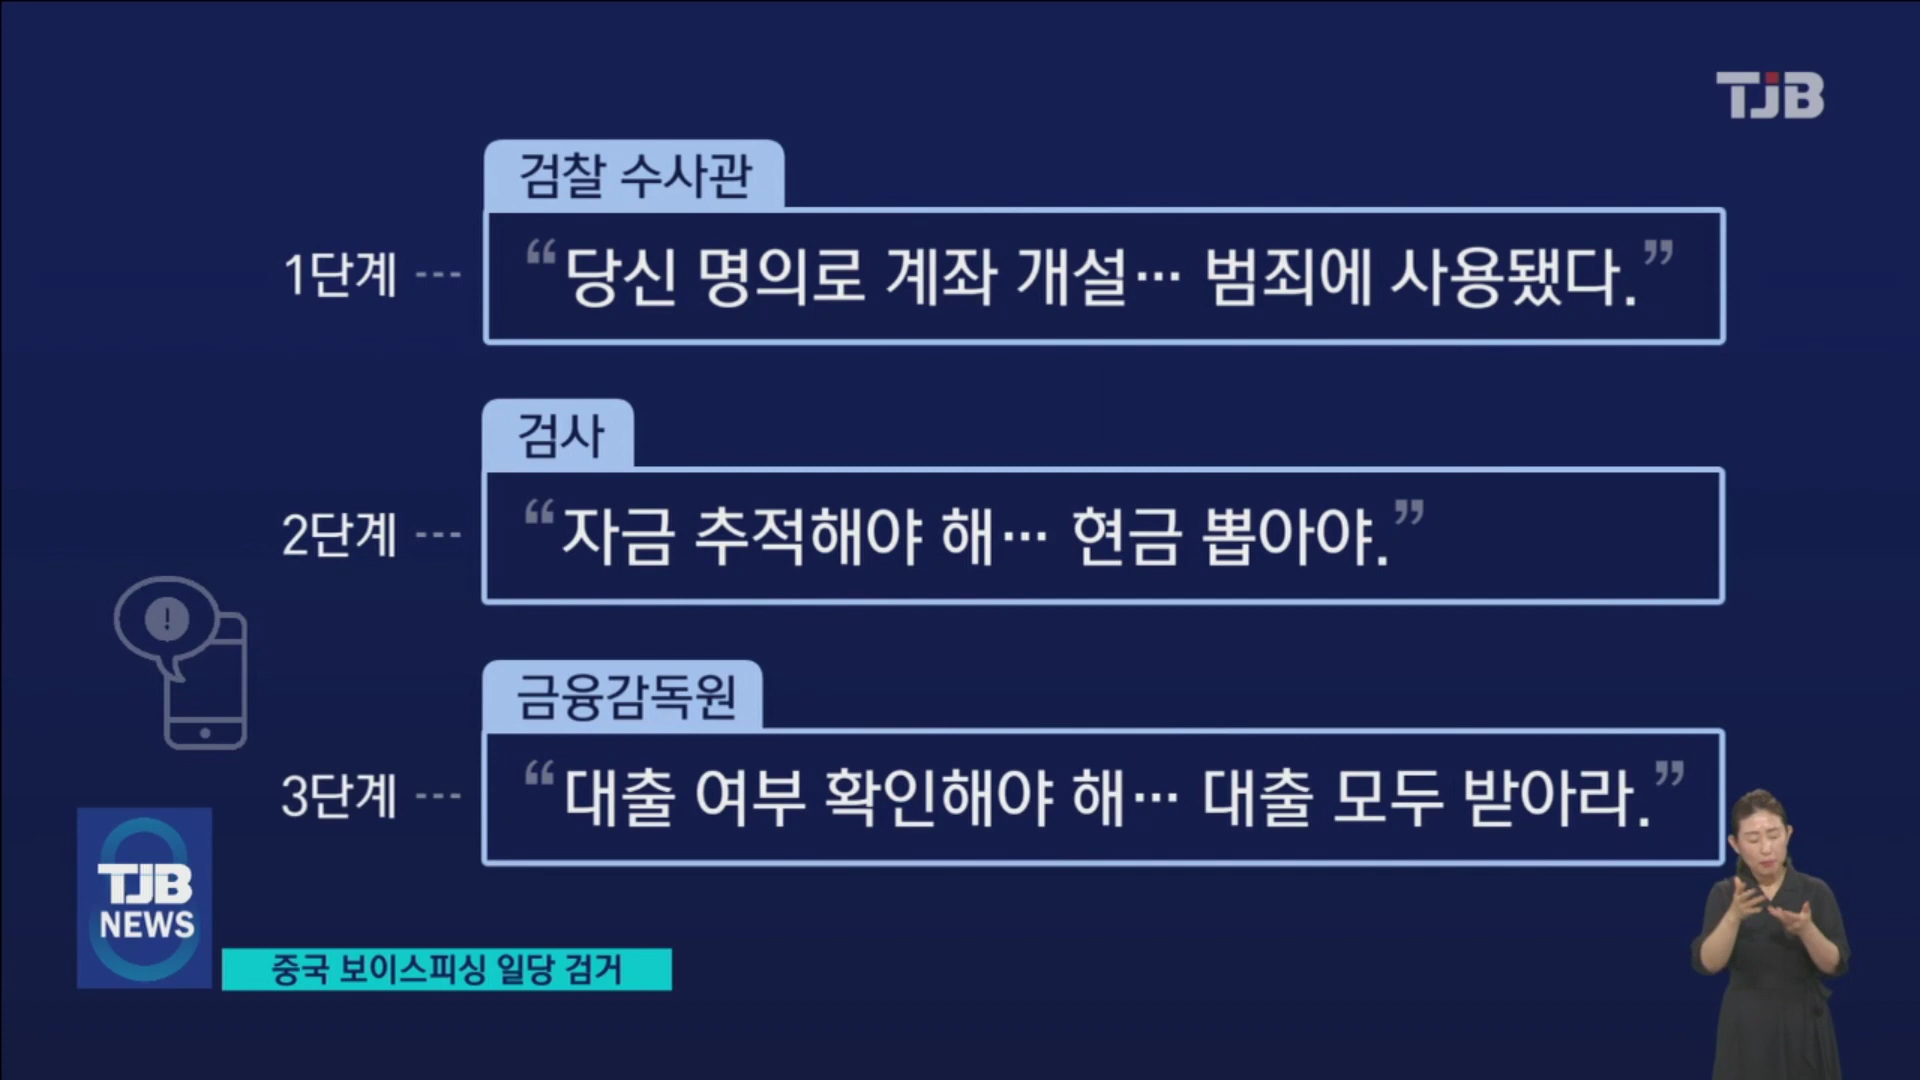 TJB
검찰 수사관
1단계 --- “당신 명의로 계좌 개설… 범죄에 사용됐다.”
검사
2단계 --- “자금 추적해야 해… 현금 뽑아야.”
금융감독원
3단계 --- “대출 여부 확인해야 해… 대출 모두 받아라.”
!
TJB
NEWS
중국 보이스피싱 일당 검거